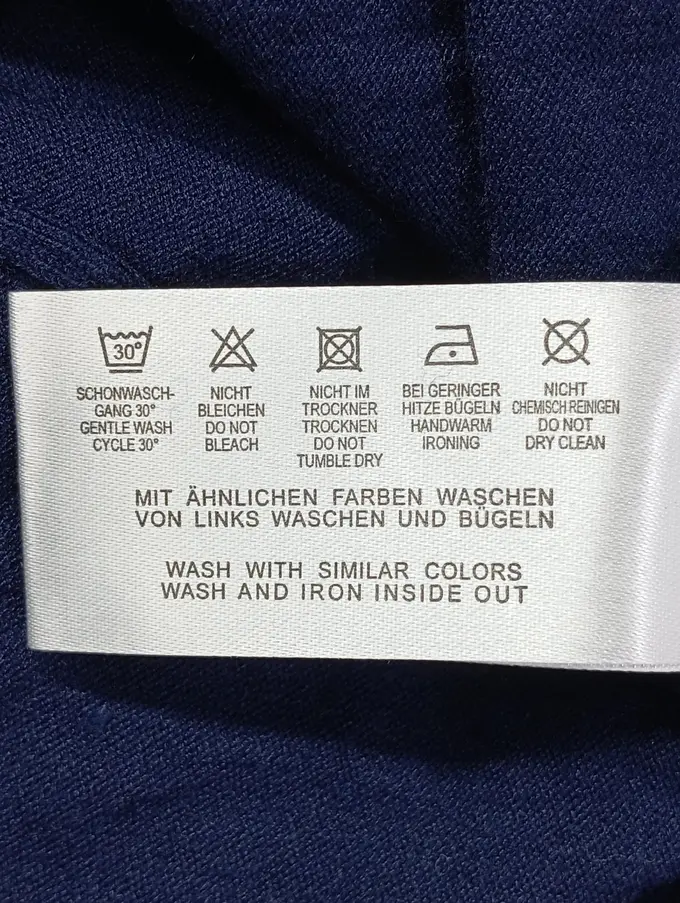 30°
SCHONWASCH-
GANG 30°
GENTLE WASH
CYCLE 30°
NICHT
BLEICHEN
DO NOT
BLEACH
NICHT IM
TROCKNER
TROCKNEN
DO NOT
TUMBLE DRY
BEI GERINGER
HITZE BÜGELN
HANDWARM
IRONING
NICHT
CHEMISCH REINIGEN
DO NOT
DRY CLEAN
MIT ÄHNLICHEN FARBEN WASCHEN
VON LINKS WASCHEN UND BÜGELN
WASH WITH SIMILAR COLORS
WASH AND IRON INSIDE OUT